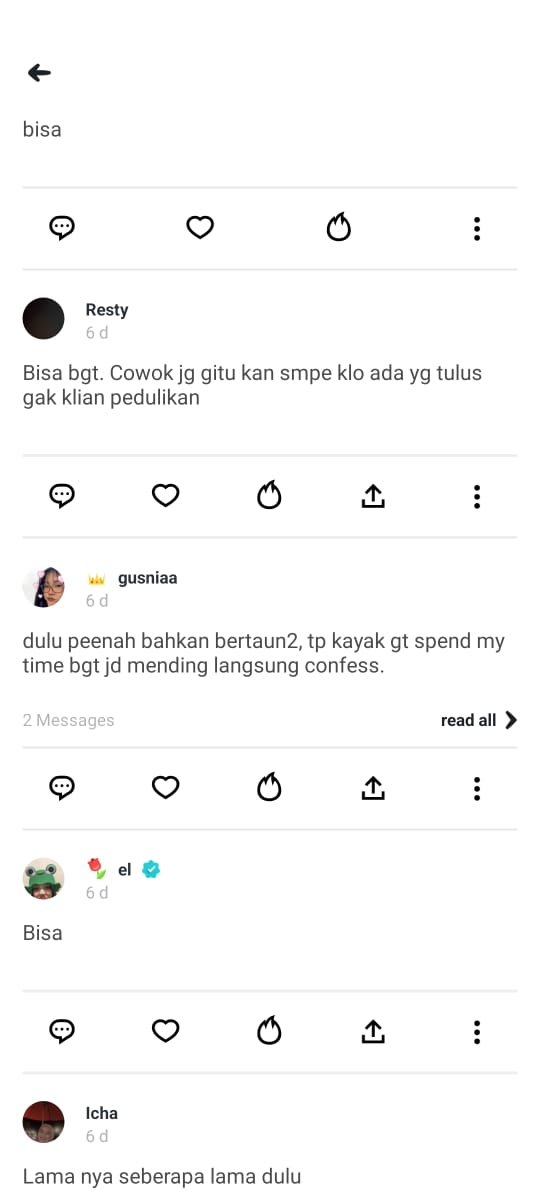 bisa
Resty
6 d
Bisa bgt. Cowok jg gitu kan smpe klo ada yg tulus
gak klian pedulikan
gusniaa
6 d
dulu peenah bahkan bertaun2, tp kayak gt spend my
time bgt jd mending langsung confess.
2 Messages read all
el
6 d
Bisa
Icha
6 d
Lama nya seberapa lama dulu